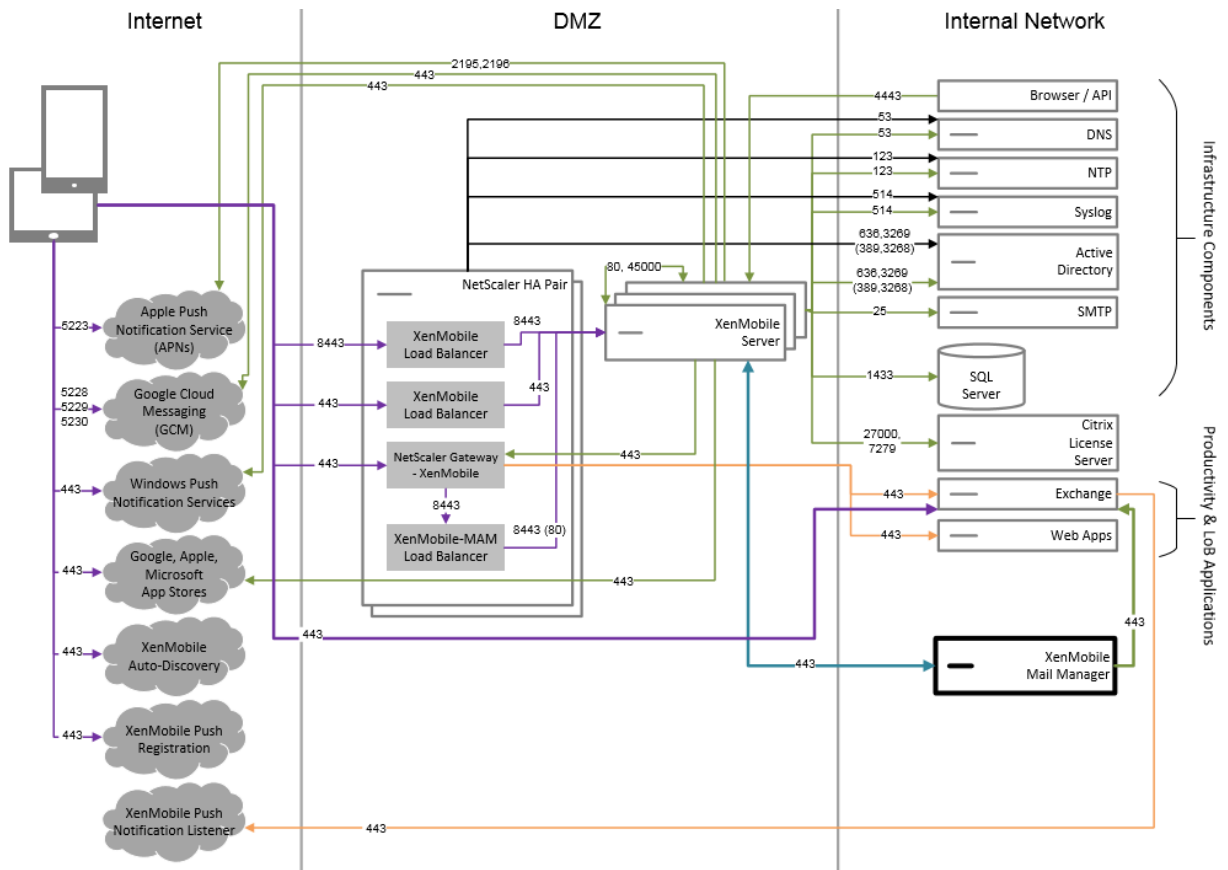 Internet
DMZ
Internal Network
2195,2196
443
443
4443
Browser / API
53
53
DNS
123
123
NTP
514
514
Syslog
636,3269
(389,3268)
636,3269
(389,3268)
Active
Directory
25
SMTP
1433
SQL
Server
27000,
7279
Citrix
License
Server
Infrastructure Components
80, 45000
NetScaler HA Pair
XenMobile
Server
5223
Apple Push
Notification Service
(APNs)
8443
XenMobile
Load Balancer
8443
5228
5229
5230
Google Cloud
Messaging
(GCM)
443
XenMobile
Load Balancer
443
443
Windows Push
Notification Services
443
NetScaler Gateway
- XenMobile
443
8443
XenMobile-MAM
Load Balancer
8443 (80)
443
Exchange
443
Web Apps
Productivity & LoB Applications
443
Google, Apple,
Microsoft
App Stores
443
443
443
XenMobile
Auto-Discovery
443
443
XenMobile
Mail Manager
443
XenMobile Push
Registration
XenMobile Push
Notification Listener
443